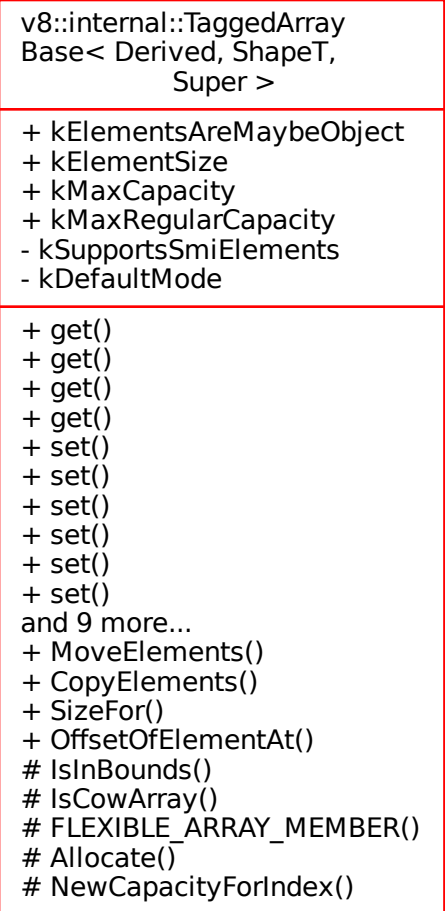 v8::internal::TaggedArray
Base< Derived, ShapeT,
Super >
+ kElementsAreMaybeObject
+ kElementSize
+ kMaxCapacity
+ kMaxRegularCapacity
- kSupportsSmiElements
- kDefaultMode
+ get()
+ get()
+ get()
+ get()
+ set()
+ set()
+ set()
+ set()
+ set()
+ set()
and 9 more...
+ MoveElements()
+ CopyElements()
+ SizeFor()
+ OffsetOfElementAt()
# IsInBounds()
# IsCowArray()
# FLEXIBLE_ARRAY_MEMBER()
# Allocate()
# NewCapacityForIndex()